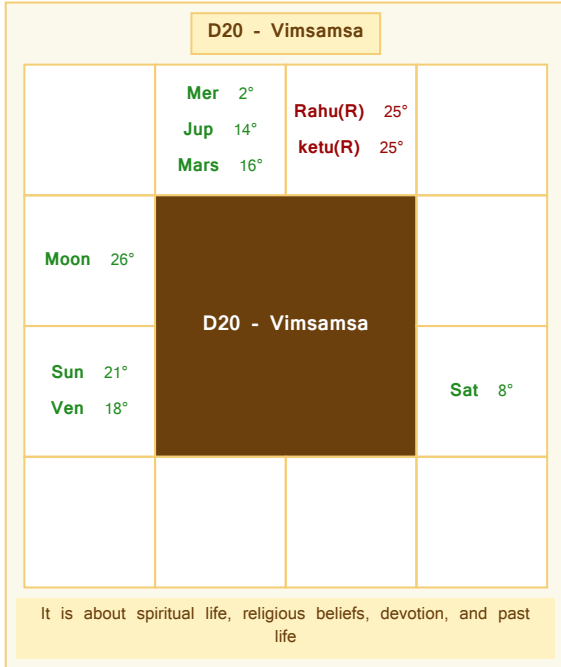 D20 - Vimsamsa
Mer 2°
Jup 14°
Mars 16°
Rahu(R) 25°
ketu(R) 25°
Moon 26°
D20 - Vimsamsa
Sun 21°
Ven 18°
Sat 8°
It is about spiritual life, religious beliefs, devotion, and past
life